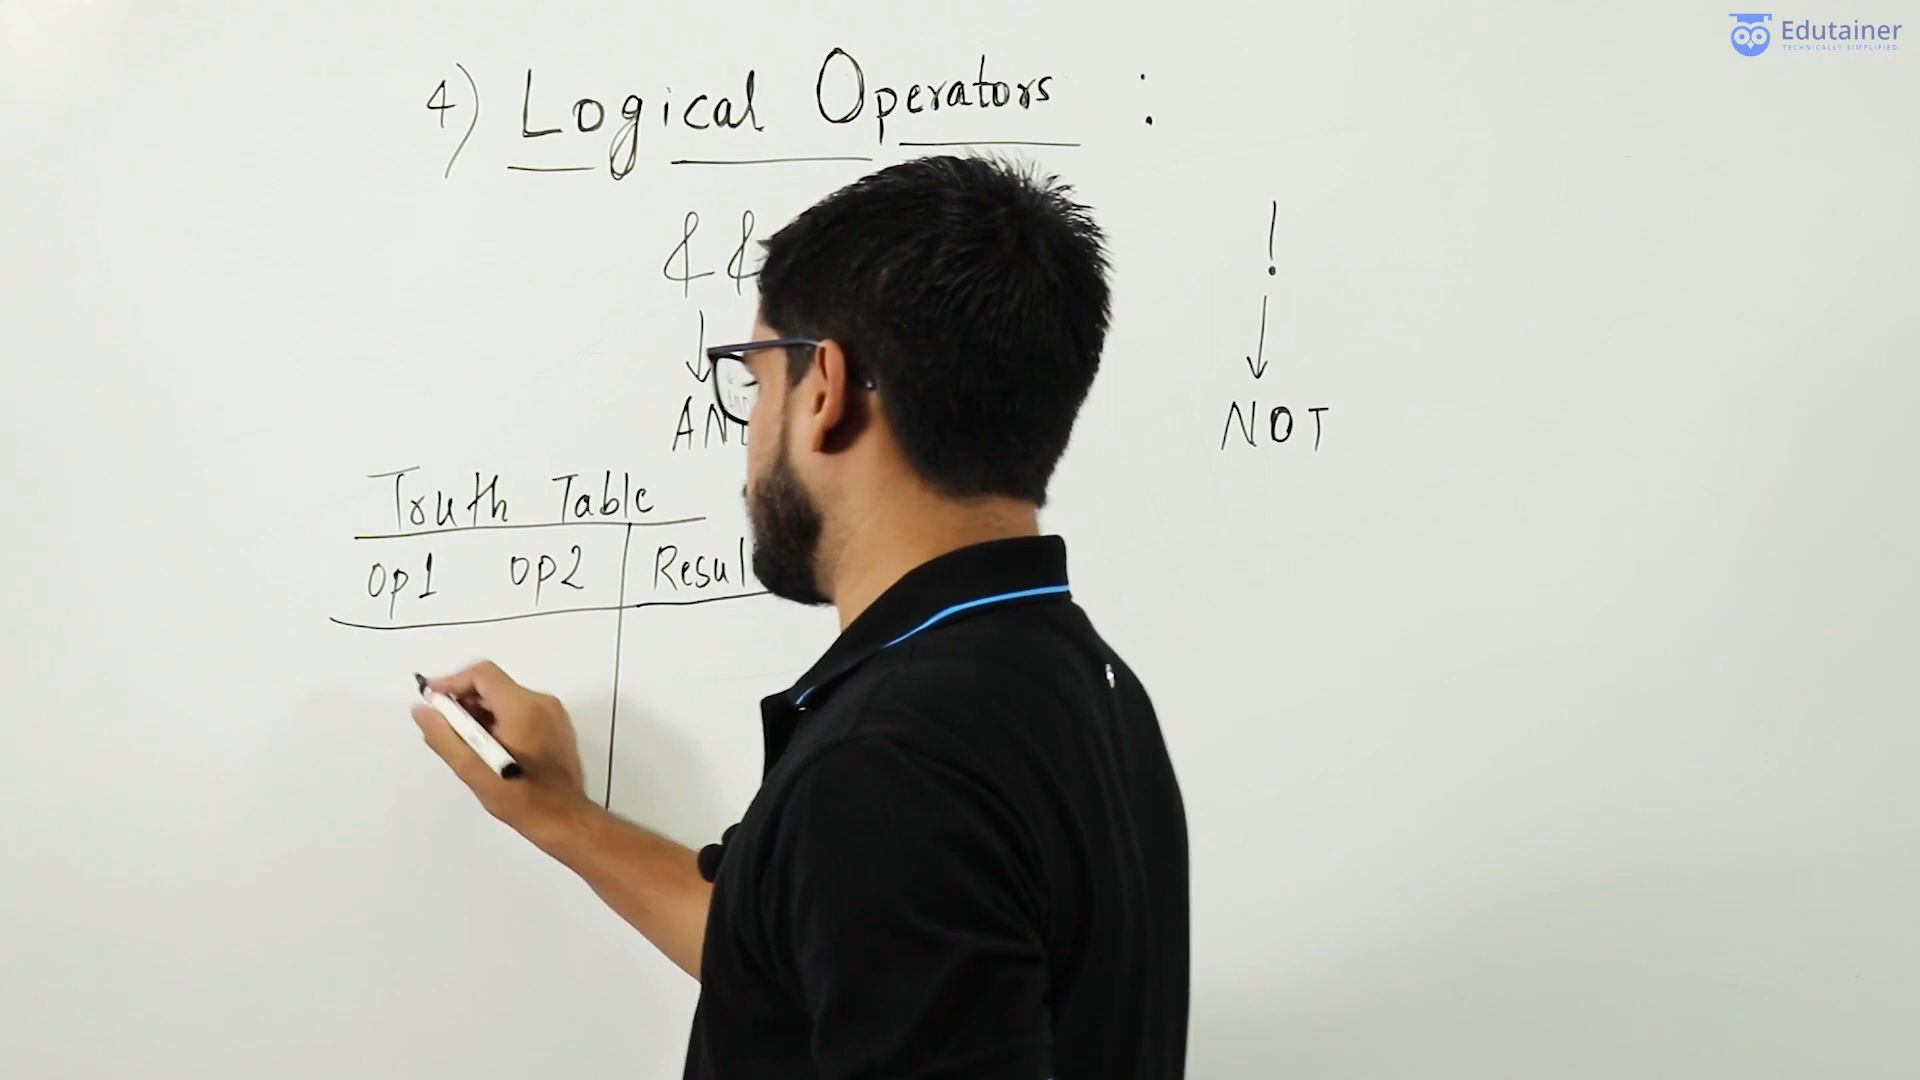 Edutainer
TECHNICALLY SIMPLIFIED
4) Logical Operators :
&& !
NOT
Truth Table
Op1 Op2